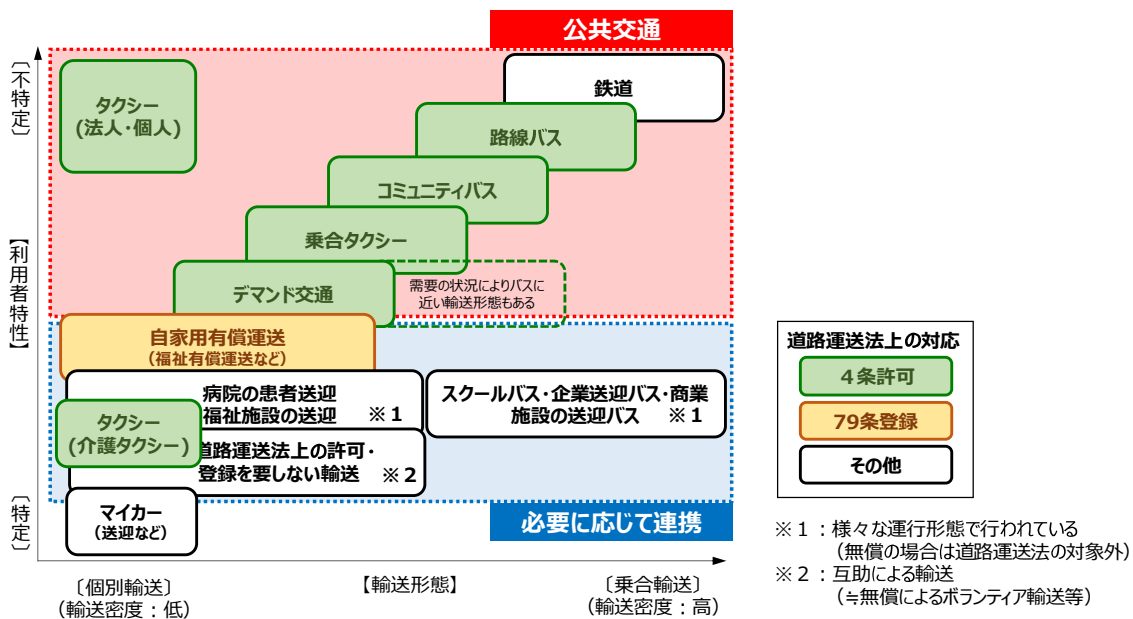 公共交通
〔不特定〕
【利用者特性】
〔特定〕
鉄道
タクシー
(法人・個人)
路線バス
コミュニティバス
乗合タクシー
デマンド交通
需要の状況によりバスに
近い輸送形態もある
自家用有償運送
(福祉有償運送など)
病院の患者送迎
福祉施設の送迎 ※1
スクールバス・企業送迎バス・商業
施設の送迎バス ※1
タクシー
(介護タクシー)
道路運送法上の許可・
登録を要しない輸送 ※2
マイカー
(送迎など)
必要に応じて連携
〔個別輸送〕
(輸送密度：低)
【輸送形態】
〔乗合輸送〕
(輸送密度：高)
道路運送法上の対応
4条許可
79条登録
その他
※１：様々な運行形態で行われている
(無償の場合は道路運送法の対象外)
※２：互助による輸送
(≒無償によるボランティア輸送等)